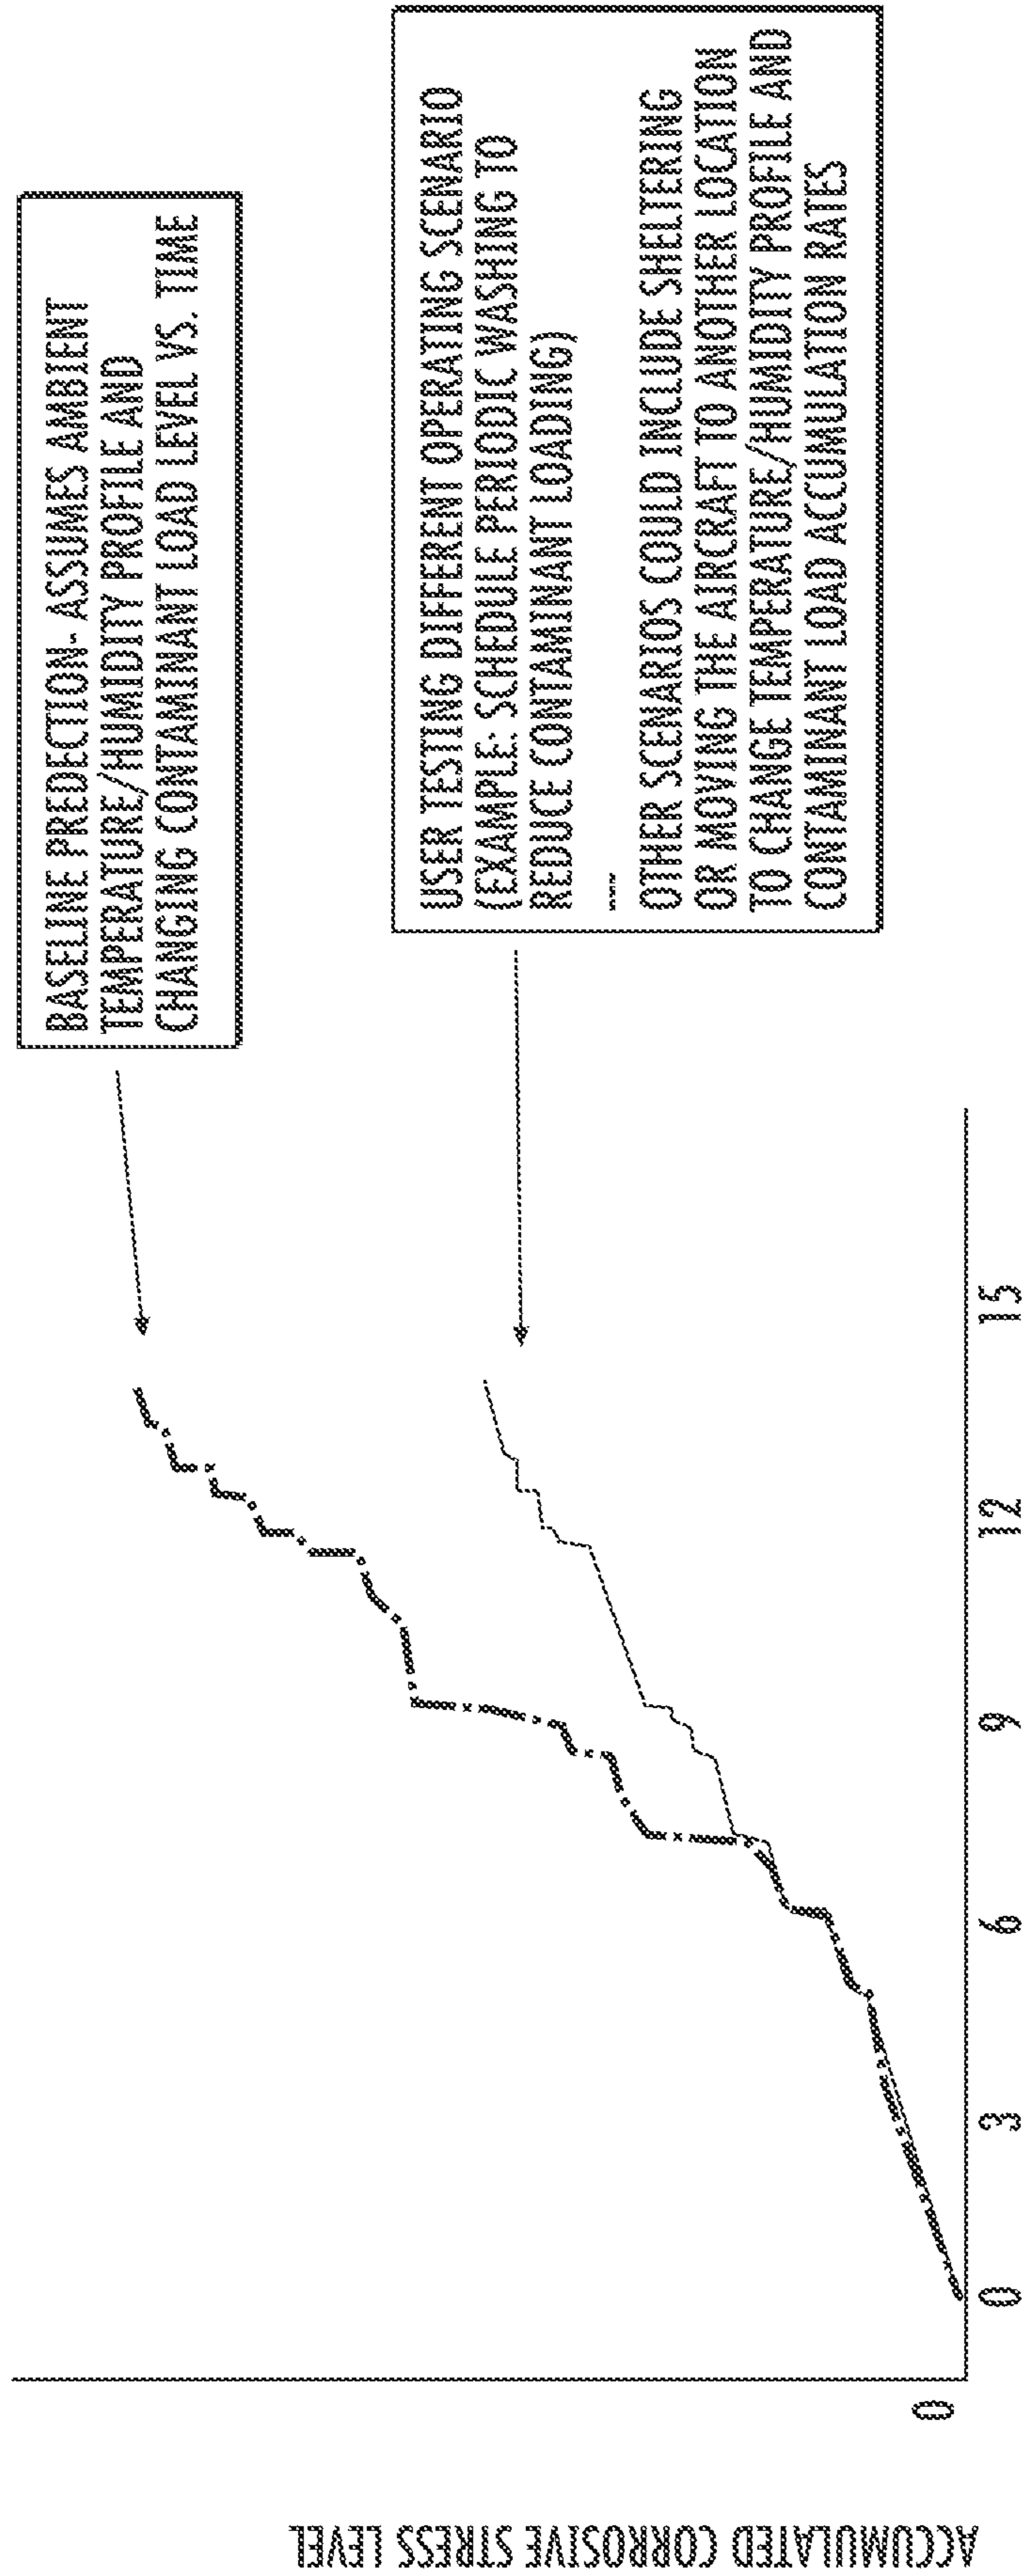 BASELINE PREDECTION- ASSUMES AMBIENT
TEMPERATURE/HUMIDITY PROFILE AND
CHANGING CONTAMINANT LOAD LEVEL VS. TIME
USER TESTING DIFFERENT OPERATING SCENARIO
(EXAMPLE: SCHEDULE PERIODIC WASHING TO
REDUCE CONTAMINANT LOADING)
---
OTHER SCENARIOS COULD INCLUDE SHELTERING
OR MOVING THE AIRCRAFT TO ANOTHER LOCATION
TO CHANGE TEMPERATURE/HUMIDITY PROFILE AND
CONTAMINANT LOAD ACCUMULATION RATES
ACCUMULATED CORROSIVE STRESS LEVEL
0
0 3 6 9 12 15